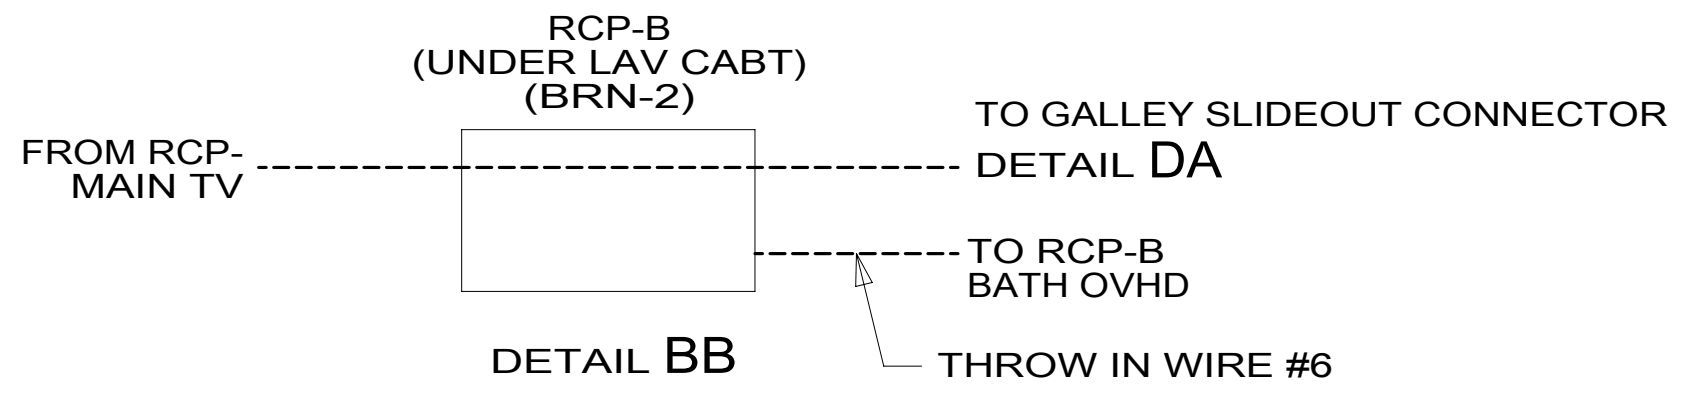 RCP-B
(UNDER LAV CABT)
(BRN-2)
FROM RCP-
MAIN TV
TO GALLEY SLIDEOUT CONNECTOR
DETAIL DA
TO RCP-B
BATH OVHD
THROW IN WIRE #6
DETAIL BB